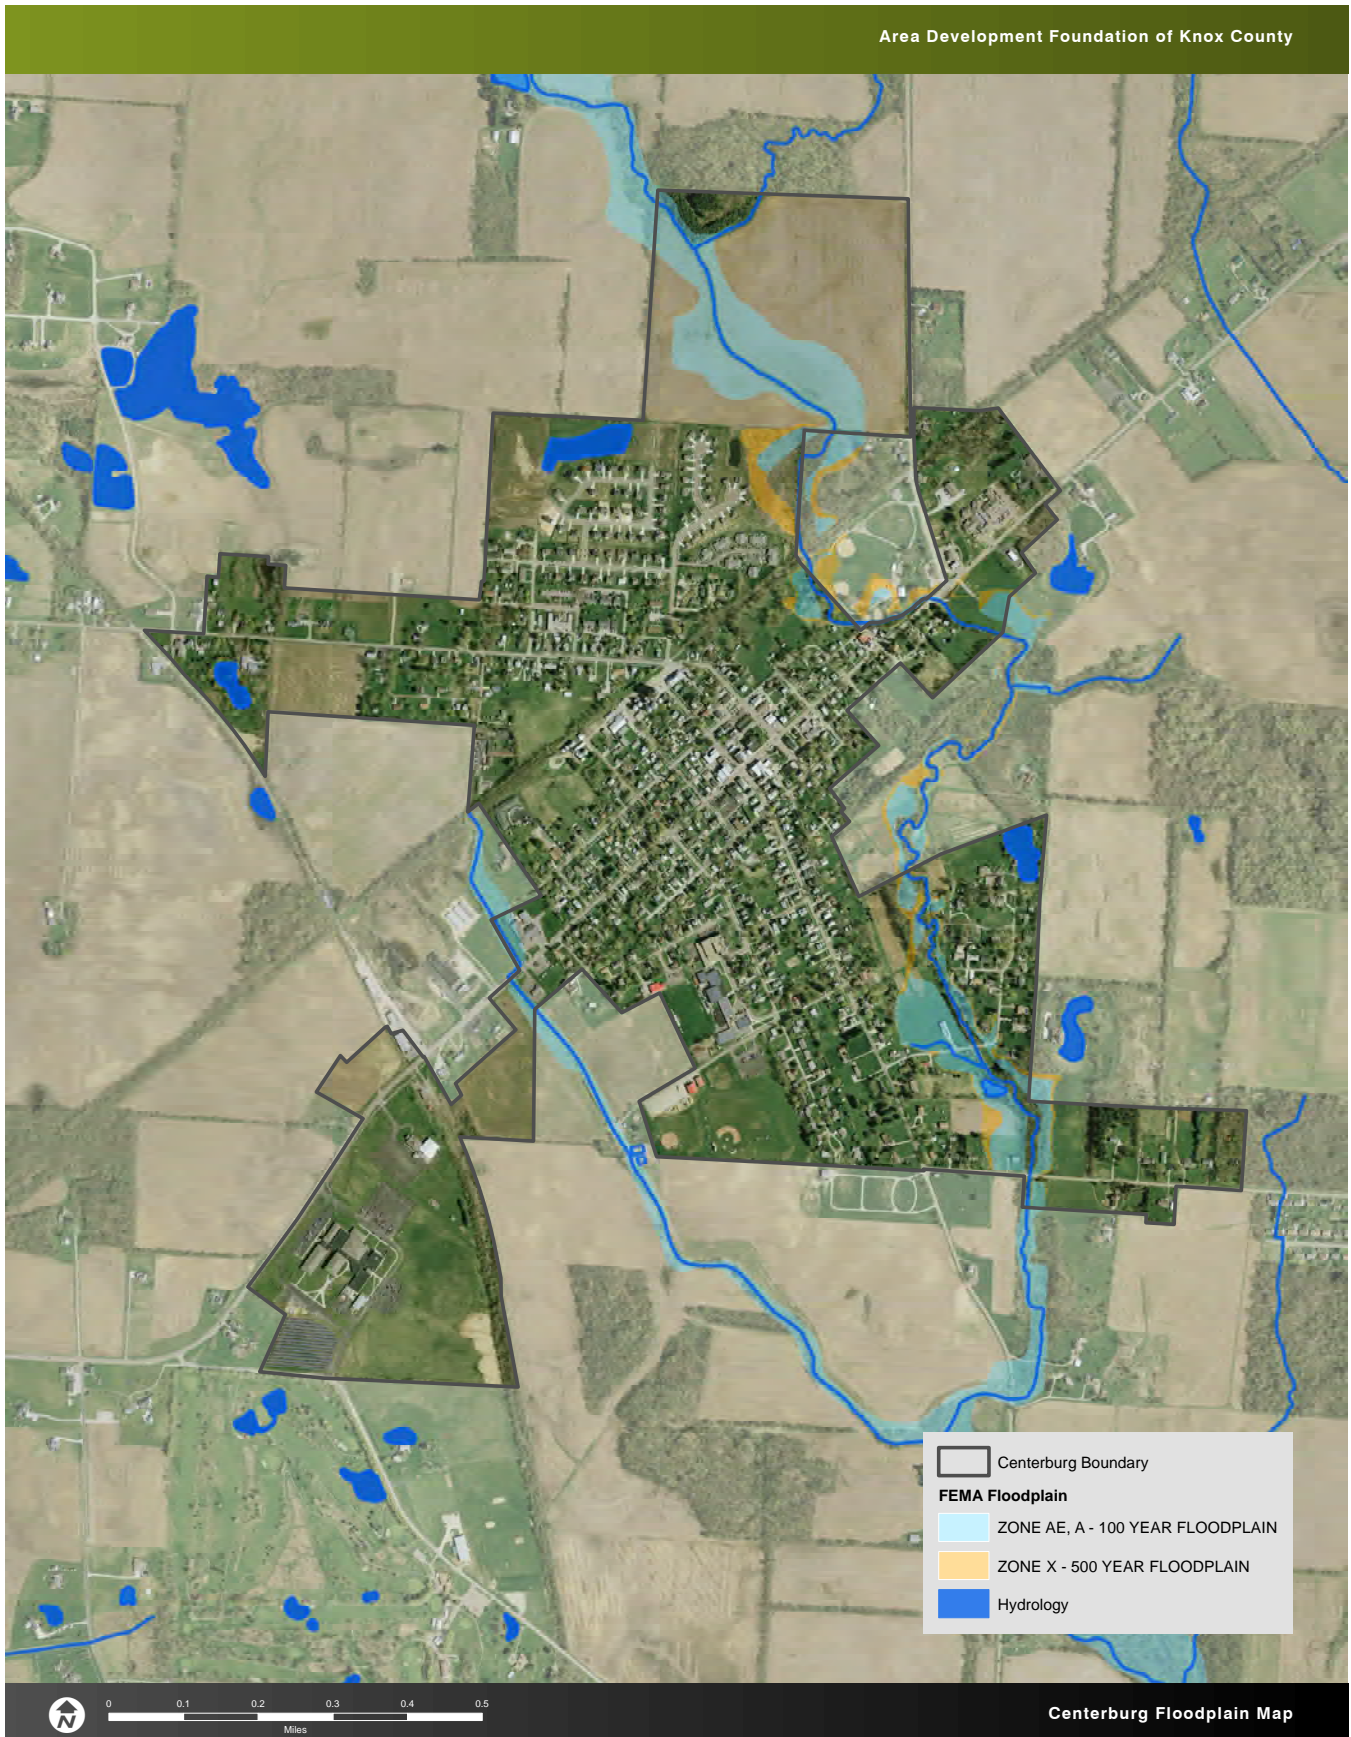 Area Development Foundation of Knox County
Centerburg Boundary
FEMA Floodplain
ZONE AE, A - 100 YEAR FLOODPLAIN
ZONE X - 500 YEAR FLOODPLAIN
Hydrology
N
0 0.1 0.2 0.3 0.4 0.5
Miles
Centerburg Floodplain Map